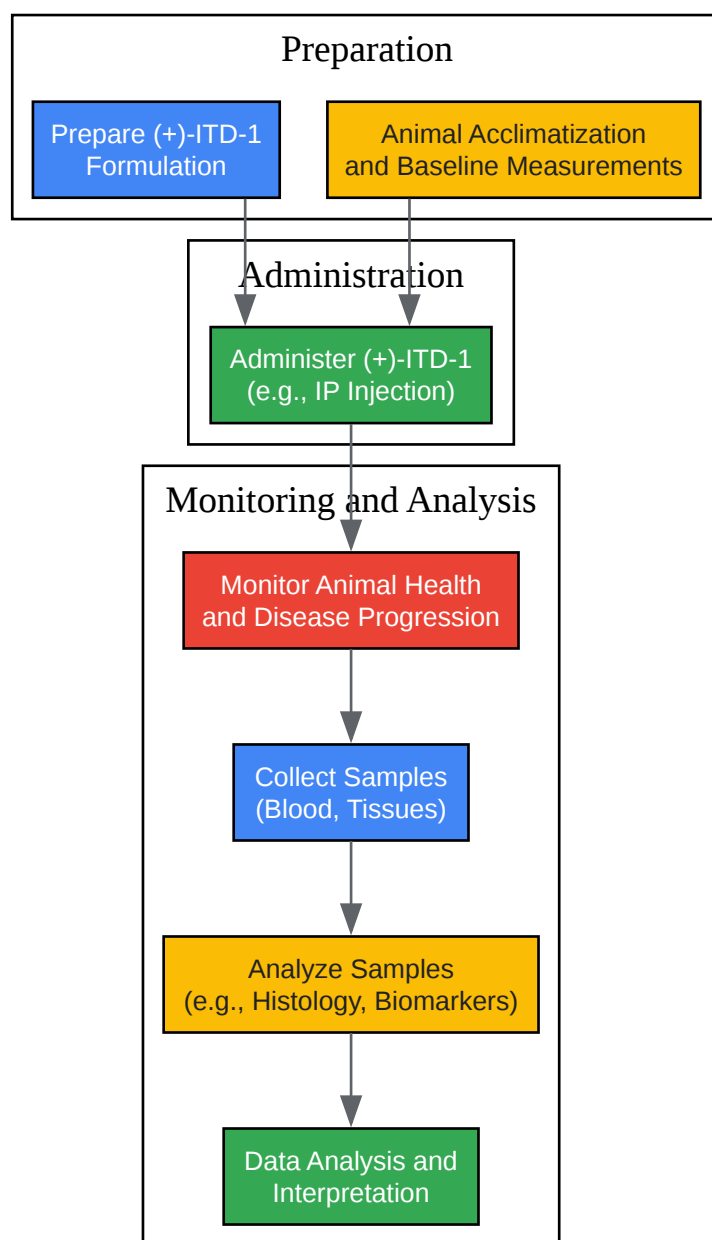 Preparation
Prepare (+)-ITD-1
Formulation
Animal Acclimatization
and Baseline Measurements
Administration
Administer (+)-ITD-1
(e.g., IP Injection)
Monitoring and Analysis
Monitor Animal Health
and Disease Progression
Collect Samples
(Blood, Tissues)
Analyze Samples
(e.g., Histology, Biomarkers)
Data Analysis and
Interpretation